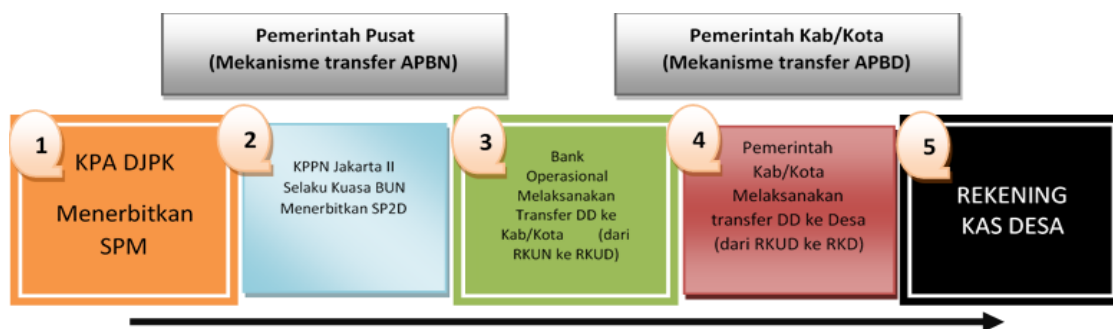 Pemerintah Pusat
(Mekanisme transfer APBN)
Pemerintah Kab/Kota
(Mekanisme transfer APBD)
1
KPA DJPK
Menerbitkan
SPM
2
KPPN Jakarta II
Selaku Kuasa BUN
Menerbitkan SP2D
3
Bank
Operasional
Melaksanakan
Transfer DD ke
Kab/Kota (dari
RKUN ke RKUD)
4
Pemerintah
Kab/Kota
Melaksanakan
transfer DD ke Desa
(dari RKUD ke RKD)
5
REKENING
KAS DESA